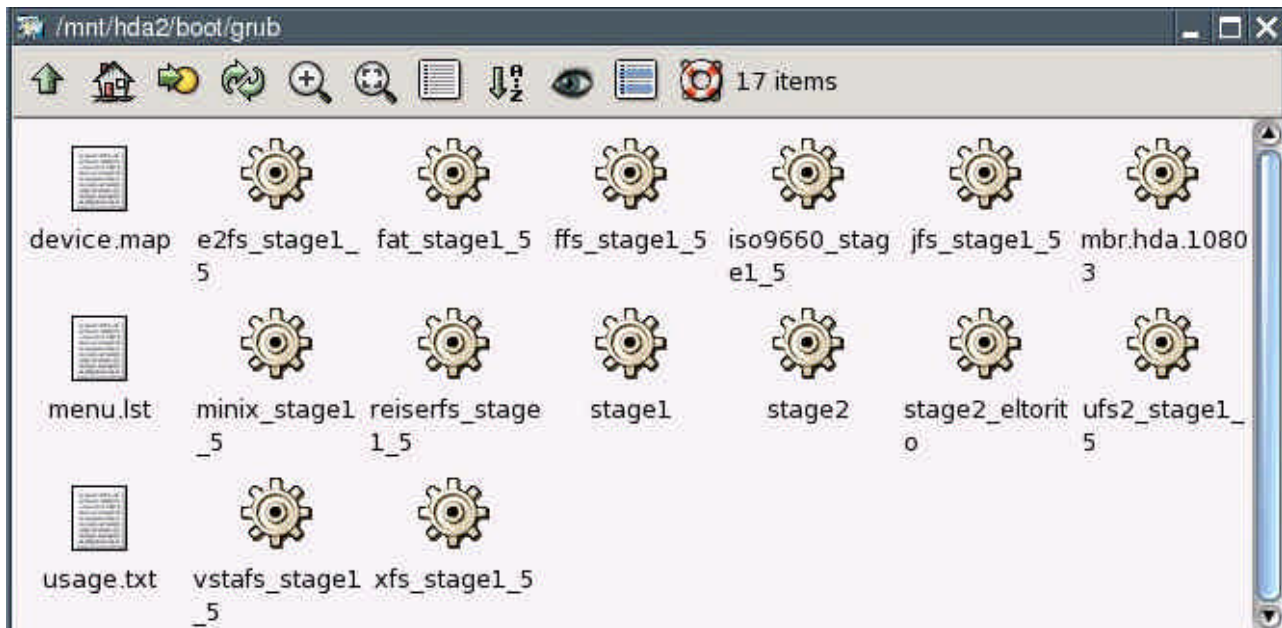 /mnt/hda2/boot/grub
17 items
device.map e2fs_stage1_ fat_stage1_5 ffs_stage1_5 iso9660_stag jfs_stage1_5 mbr.hda.1080
5 e1_5 3
menu.lst minix_stage1 reiserfs_stage stage1 stage2 stage2_eltorit ufs2_stage1_
_5 1_5 o 5
usage.txt vstafs_stage1 xfs_stage1_5
_5